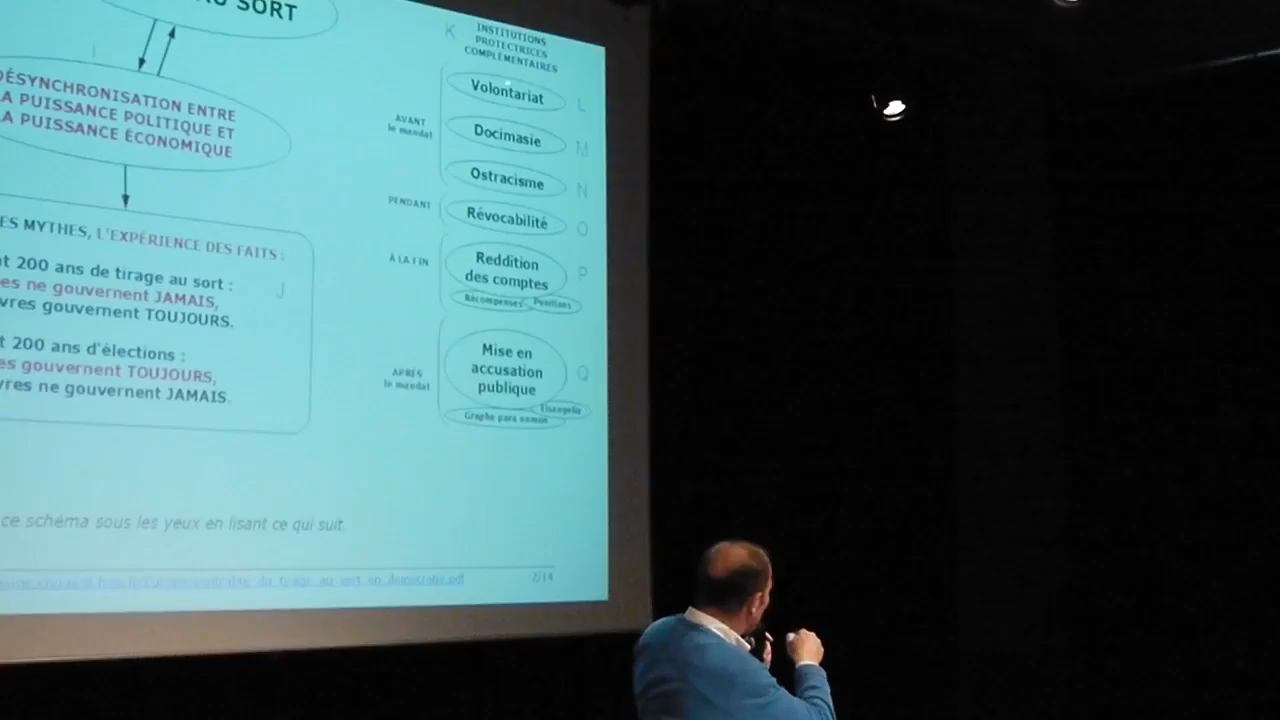 AU SORT
I
DÉSYNCHRONISATION ENTRE
LA PUISSANCE POLITIQUE ET
LA PUISSANCE ÉCONOMIQUE
ES MYTHES, L'EXPÉRIENCE DES FAITS :
t 200 ans de tirage au sort :
es ne gouvernent JAMAIS,
vres gouvernent TOUJOURS.
J
t 200 ans d'élections :
es gouvernent TOUJOURS,
vres ne gouvernent JAMAIS.
ce schéma sous les yeux en lisant ce qui suit.
2/14
K
INSTITUTIONS
PROTECTRICES
COMPLÉMENTAIRES
AVANT
le mandat
Volontariat
L
Docimasie
M
Ostracisme
N
PENDANT
Révocabilité
O
À LA FIN
Reddition
des comptes
P
Récompenses
Punitions
APRÈS
le mandat
Mise en
accusation
publique
Q
Eisangelia
Graphe para nomon